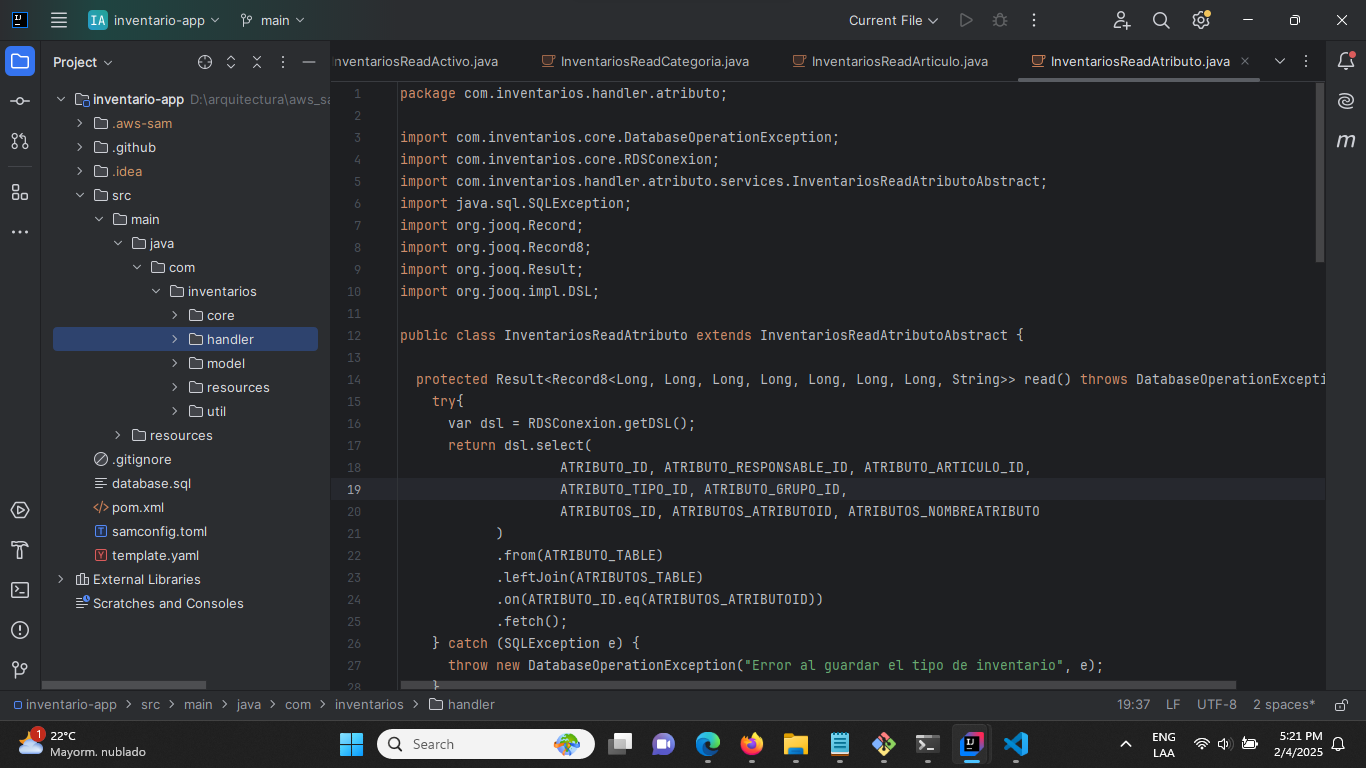 IA inventario-app main Current File
Project
InventariosReadActivo.java InventariosReadCategoria.java InventariosReadArticulo.java InventariosReadAtributo.java
inventario-app D:\arquitectura\aws_sa
.aws-sam
.github
.idea
src
main
java
com
inventarios
core
handler
model
resources
util
resources
.gitignore
database.sql
pom.xml
samconfig.toml
template.yaml
External Libraries
Scratches and Consoles
1 package com.inventarios.handler.atributo;
2
3 import com.inventarios.core.DatabaseOperationException;
4 import com.inventarios.core.RDSConexion;
5 import com.inventarios.handler.atributo.services.InventariosReadAtributoAbstract;
6 import java.sql.SQLException;
7 import org.jooq.Record;
8 import org.jooq.Record8;
9 import org.jooq.Result;
10 import org.jooq.impl.DSL;
11
12 public class InventariosReadAtributo extends InventariosReadAtributoAbstract {
13
14 protected Result<Record8<Long, Long, Long, Long, Long, Long, Long, String>> read() throws DatabaseOperationExcepti
15 try{
16 var dsl = RDSConexion.getDSL();
17 return dsl.select(
18 ATRIBUTO_ID, ATRIBUTO_RESPONSABLE_ID, ATRIBUTO_ARTICULO_ID,
19 ATRIBUTO_TIPO_ID, ATRIBUTO_GRUPO_ID,
20 ATRIBUTOS_ID, ATRIBUTOS_ATRIBUTOID, ATRIBUTOS_NOMBREATRIBUTO
21 )
22 .from(ATRIBUTO_TABLE)
23 .leftJoin(ATRIBUTOS_TABLE)
24 .on(ATRIBUTO_ID.eq(ATRIBUTOS_ATRIBUTOID))
25 .fetch();
26 } catch (SQLException e) {
27 throw new DatabaseOperationException("Error al guardar el tipo de inventario", e);
28 }
m
inventario-app > src > main > java > com > inventarios > handler 19:37 LF UTF-8 2 spaces*
1 22°C
Mayorm. nublado
Search
ENG
LAA
5:21 PM
2/4/2025